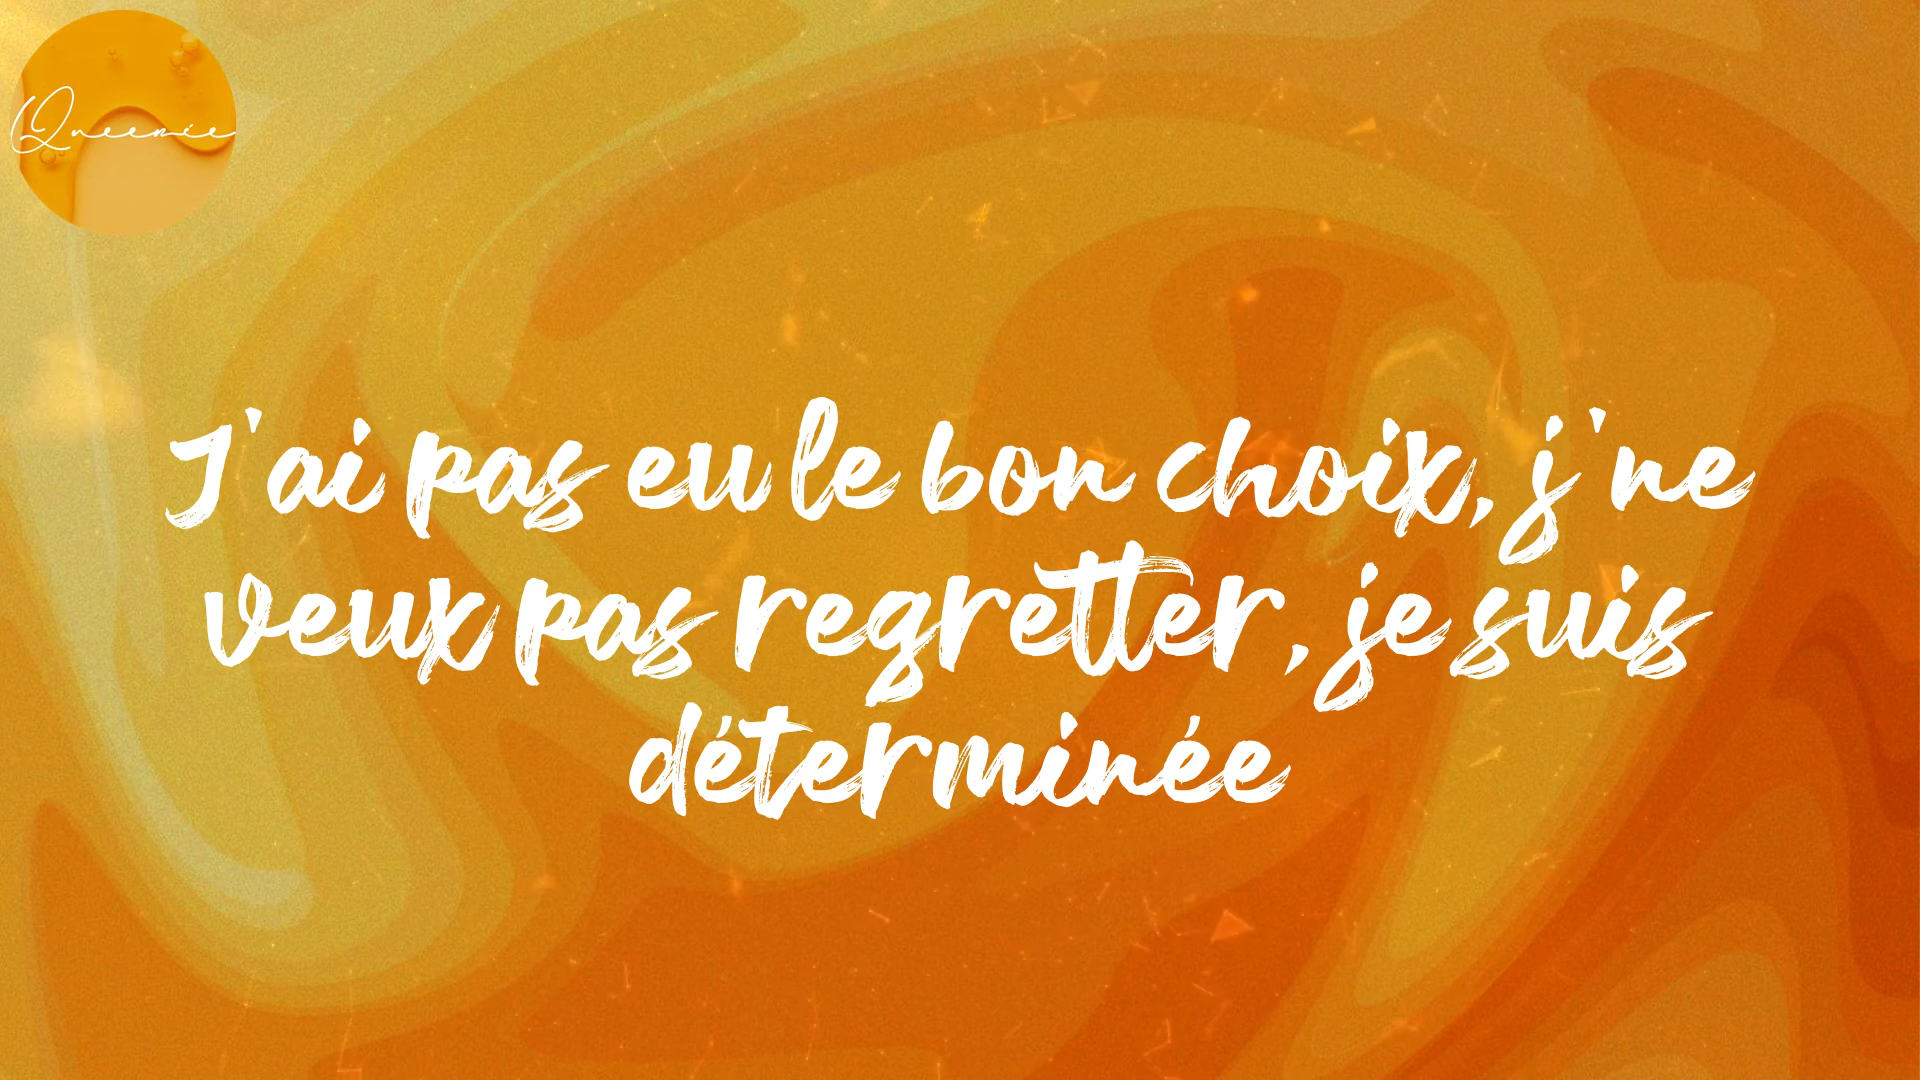 Queenie
J'ai pas eu le bon choix, j'ne
veux pas regretter, je suis
déterminée